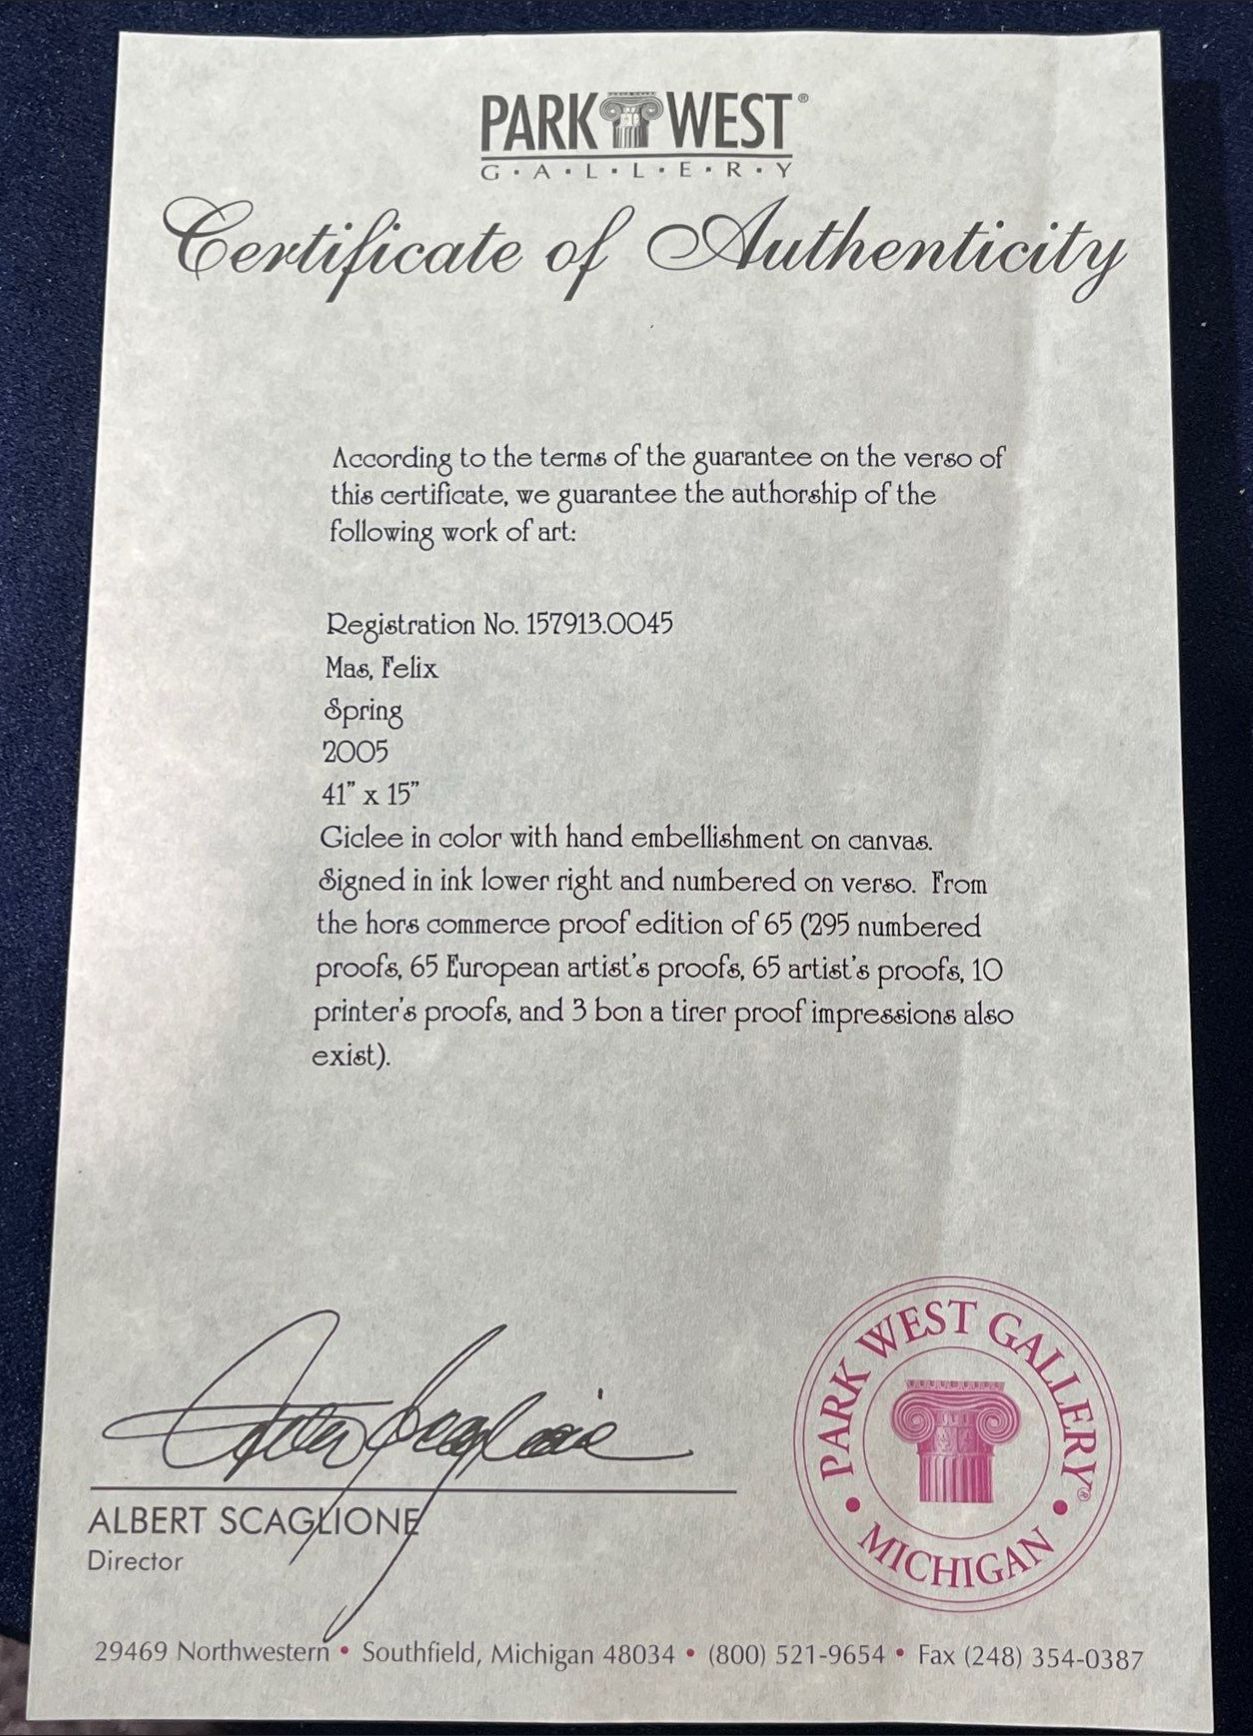 PARK WEST®
G·A·L·L·E·R·Y
Certificate of Authenticity
According to the terms of the guarantee on the verso of
this certificate, we guarantee the authorship of the
following work of art:
Registration No. 157913.0045
Mas, Felix
Spring
2005
41" x 15"
Giclee in color with hand embellishment on canvas.
Signed in ink lower right and numbered on verso. From
the hors commerce proof edition of 65 (295 numbered
proofs, 65 European artist's proofs, 65 artist's proofs, 10
printer's proofs, and 3 bon a tirer proof impressions also
exist).
ALBERT SCAGLIONE
Director
PARK WEST GALLERY®
• MICHIGAN •
29469 Northwestern • Southfield, Michigan 48034 • (800) 521-9654 • Fax (248) 354-0387